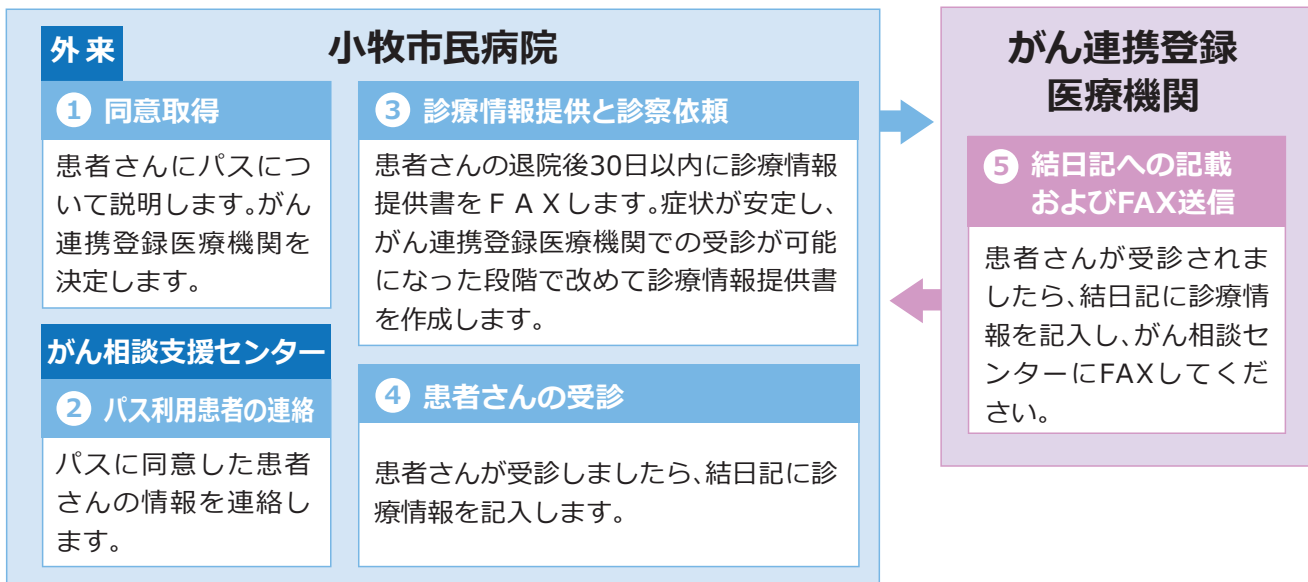 小牧市民病院
外来
① 同意取得
患者さんにパスにつ
いて説明します。がん
連携登録医療機関を
決定します。
がん相談支援センター
② パス利用患者の連絡
パスに同意した患者
さんの情報を連絡し
ます。
③ 診療情報提供と診察依頼
患者さんの退院後30日以内に診療情報
提供書をＦＡＸします。症状が安定し、
がん連携登録医療機関での受診が可能
になった段階で改めて診療情報提供書
を作成します。
④ 患者さんの受診
患者さんが受診しましたら、結日記に診
療情報を記入します。
がん連携登録
医療機関
⑤ 結日記への記載
およびFAX送信
患者さんが受診されま
したら、結日記に診療情
報を記入し、がん相談セ
ンターにFAXしてくだ
さい。